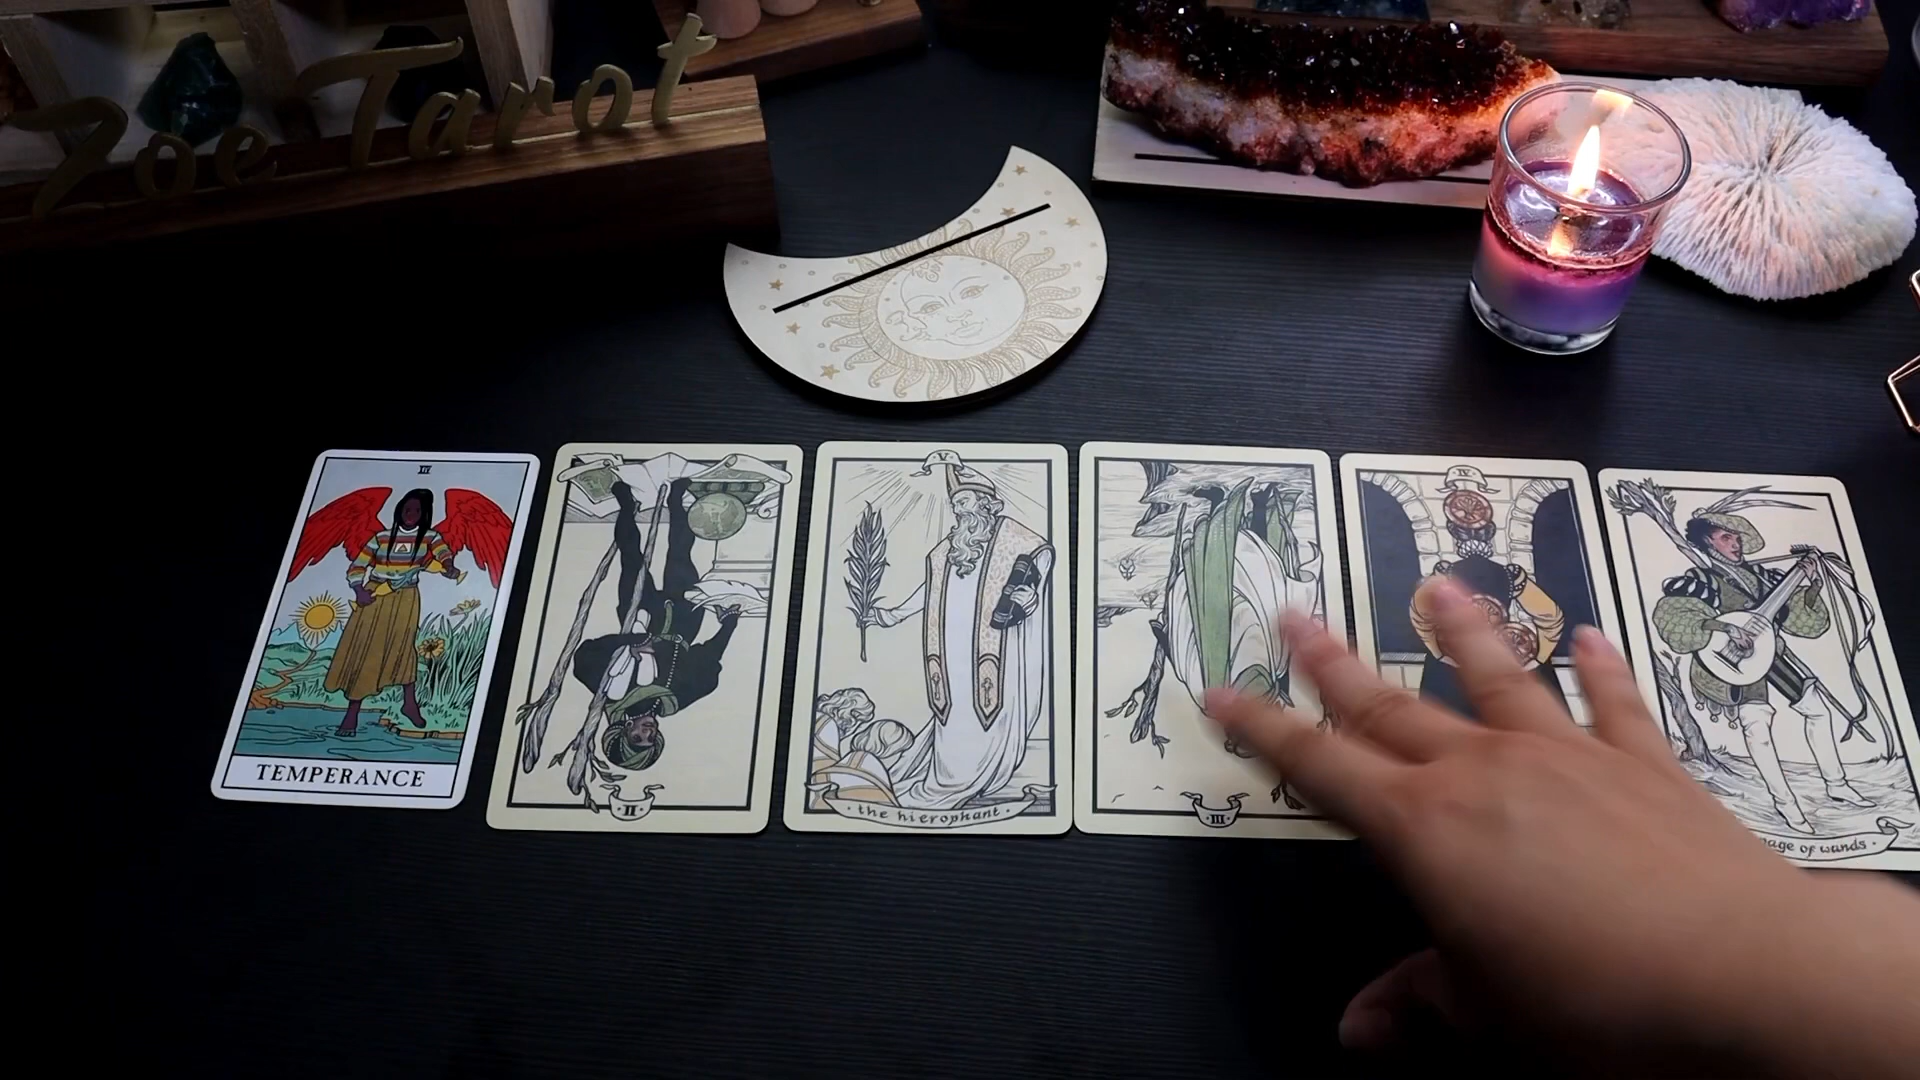 Zoe Tarot
III
TEMPERANCE
·II·
·V·
·the hierophant·
·III·
·IV·
page of wands·